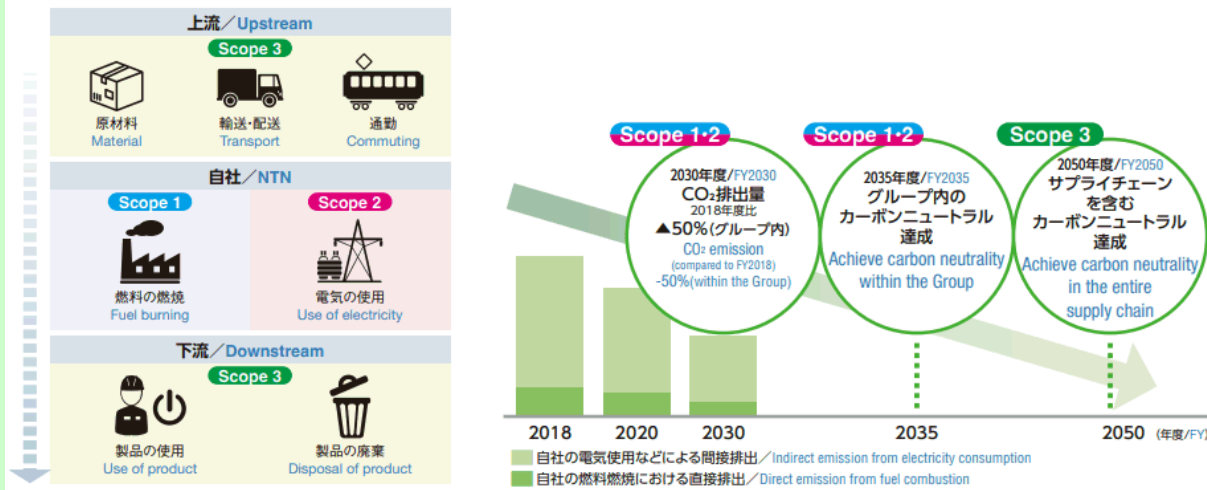 上流／Upstream
Scope 3
原材料
Material
輸送・配送
Transport
通勤
Commuting
自社／NTN
Scope 1
燃料の燃焼
Fuel burning
Scope 2
電気の使用
Use of electricity
下流／Downstream
Scope 3
製品の使用
Use of product
製品の廃棄
Disposal of product
Scope 1・2
2030年度/FY2030
CO₂排出量
2018年度比
▲50%(グループ内)
CO₂ emission
(compared to FY2018)
-50%(within the Group)
Scope 1・2
2035年度/FY2035
グループ内の
カーボンニュートラル
達成
Achieve carbon neutrality
within the Group
Scope 3
2050年度/FY2050
サプライチェーン
を含む
カーボンニュートラル
達成
Achieve carbon neutrality
in the entire
supply chain
2018 2020 2030 2035 2050 (年度/FY)
自社の電気使用などによる間接排出／Indirect emission from electricity consumption
自社の燃料燃焼における直接排出／Direct emission from fuel combustion